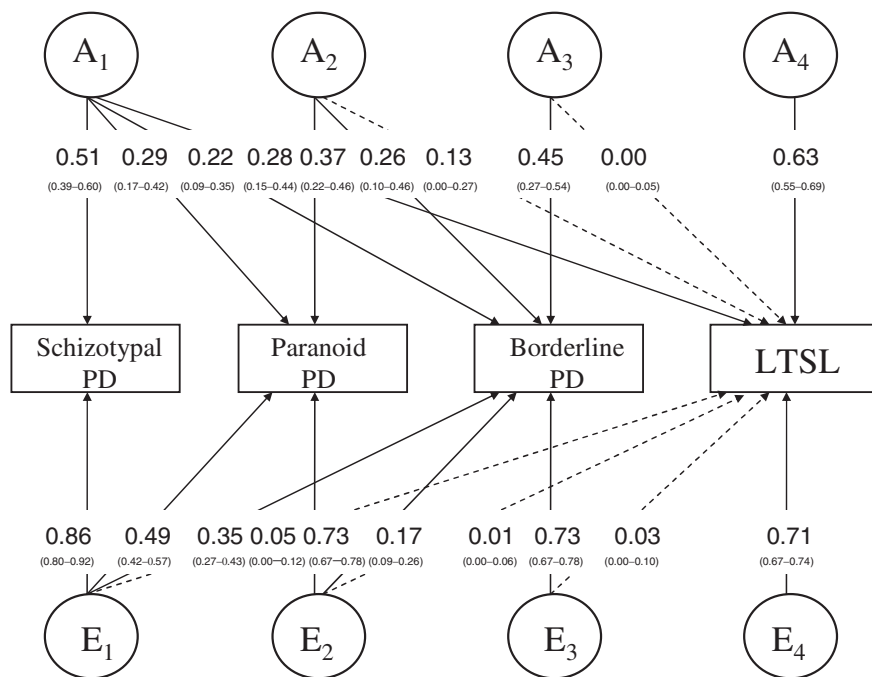 A1 A2 A3 A4
0.51 0.29 0.22 0.28 0.37 0.26 0.13 0.45 0.00 0.63
(0.39–0.60) (0.17–0.42) (0.09–0.35) (0.15–0.44) (0.22–0.46) (0.10–0.46) (0.00–0.27) (0.27–0.54) (0.00–0.05) (0.55–0.69)
Schizotypal Paranoid Borderline LTSL
PD PD PD
0.86 0.49 0.35 0.05 0.73 0.17 0.01 0.73 0.03 0.71
(0.80–0.92) (0.42–0.57) (0.27–0.43) (0.00–0.12) (0.67–0.78) (0.09–0.26) (0.00–0.06) (0.67–0.78) (0.00–0.10) (0.67–0.74)
E1 E2 E3 E4